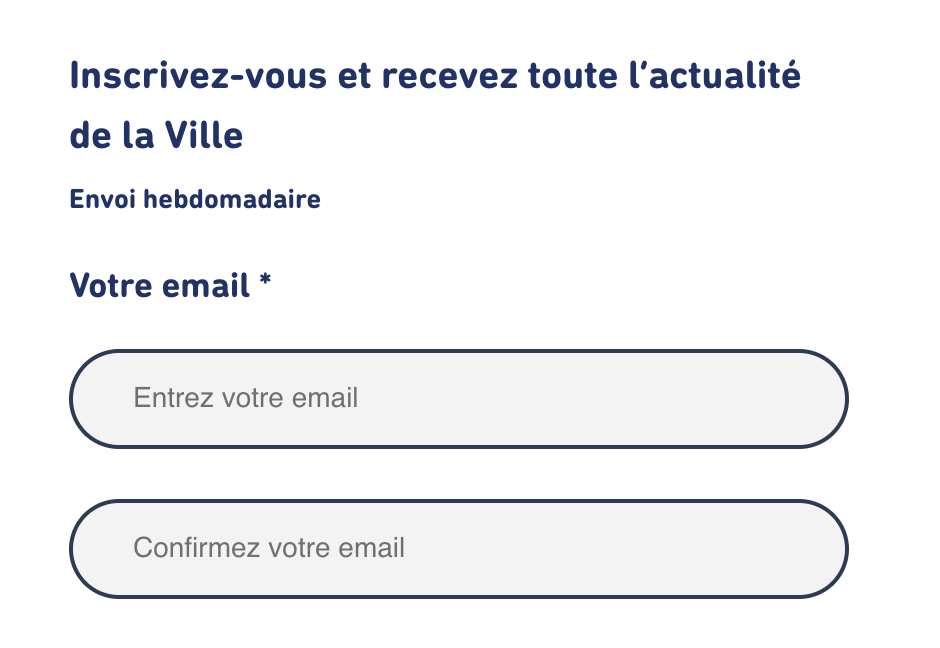 Inscrivez-vous et recevez toute l’actualité
de la Ville
Envoi hebdomadaire
Votre email *
Entrez votre email
Confirmez votre email